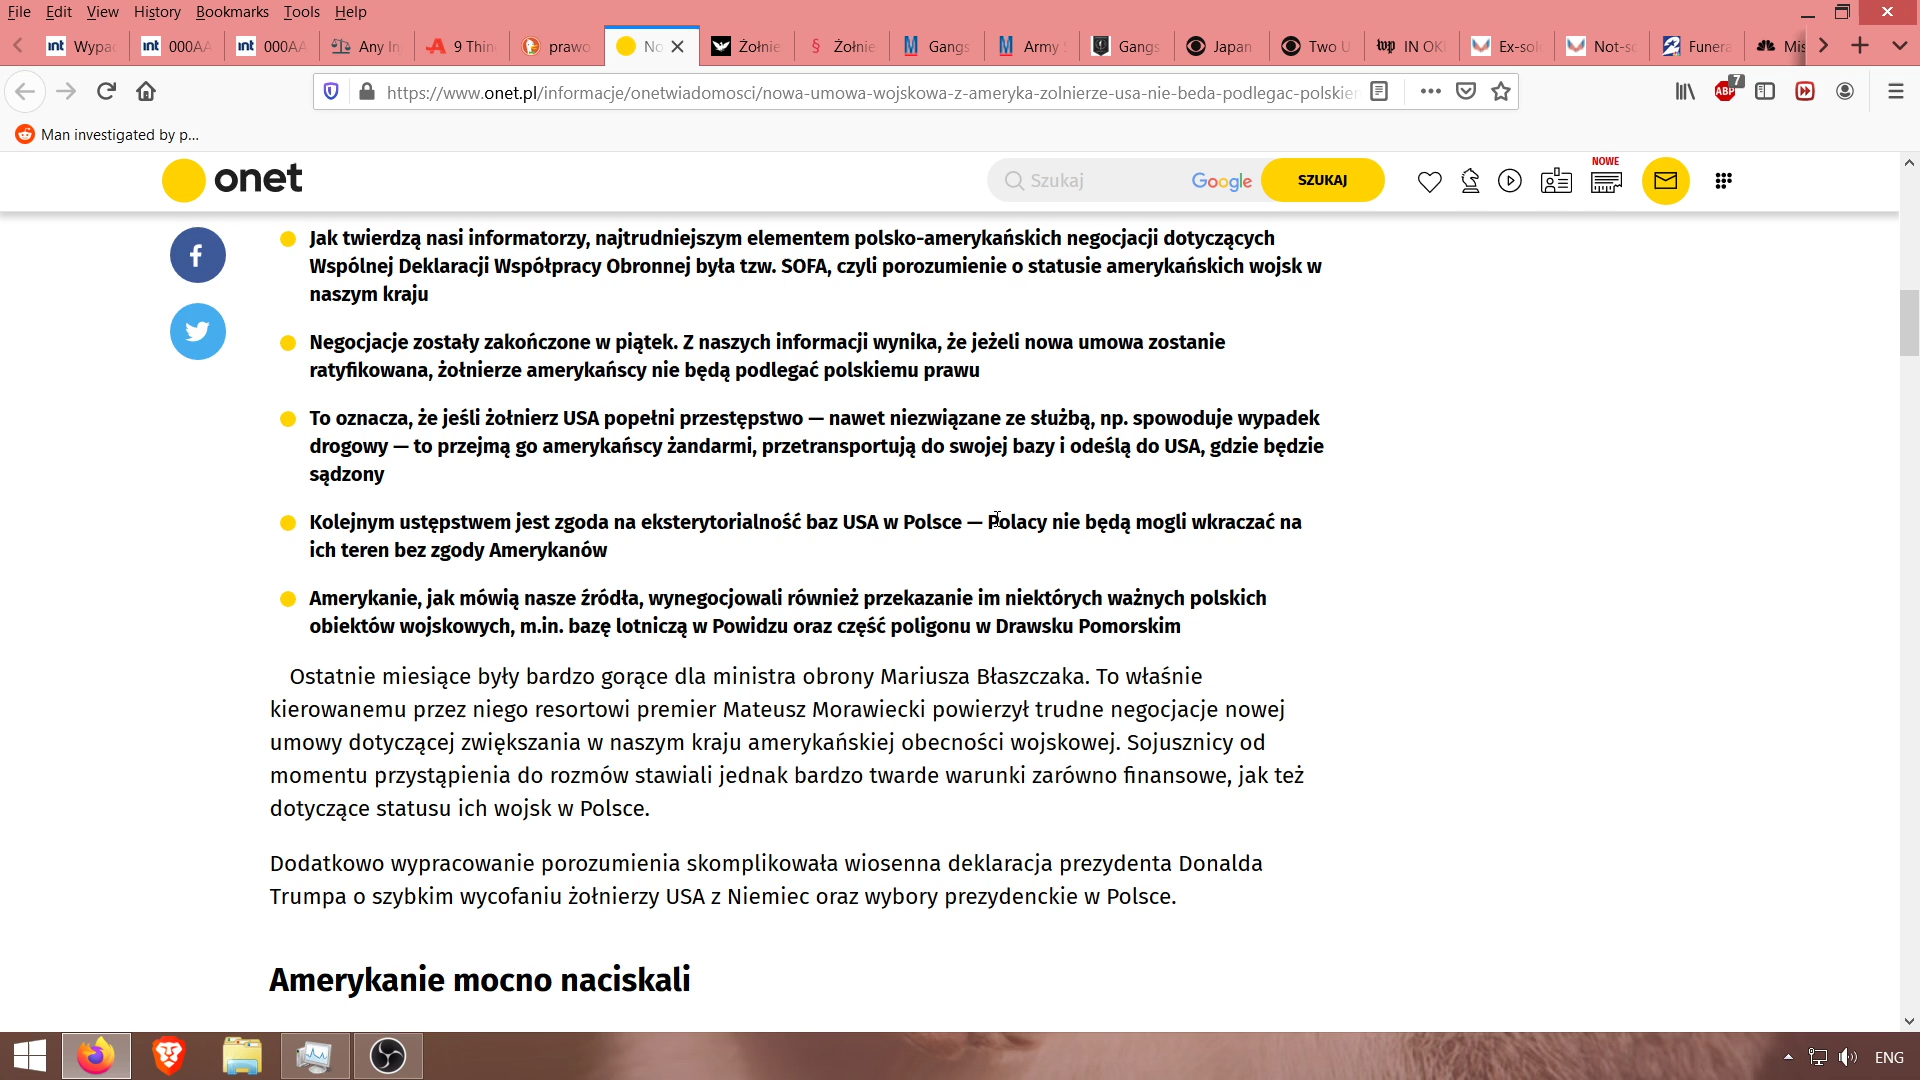 File Edit View History Bookmarks Tools Help
Wypa 000AA 000AA Any In 9 Thin prawo No Żołnie Żołnie Gangs Army Gangs Japan Two U IN OK Ex-sol Not-so Funera Mis
https://www.onet.pl/informacje/onetwiadomosci/nowa-umowa-wojskowa-z-ameryka-zolnierze-usa-nie-beda-podlegac-polskie
ABP 7
Man investigated by p...
onet
Szukaj Google SZUKAJ
NOWE
Jak twierdzą nasi informatorzy, najtrudniejszym elementem polsko-amerykańskich negocjacji dotyczących
Wspólnej Deklaracji Współpracy Obronnej była tzw. SOFA, czyli porozumienie o statusie amerykańskich wojsk w
naszym kraju
Negocjacje zostały zakończone w piątek. Z naszych informacji wynika, że jeżeli nowa umowa zostanie
ratyfikowana, żołnierze amerykańscy nie będą podlegać polskiemu prawu
To oznacza, że jeśli żołnierz USA popełni przestępstwo — nawet niezwiązane ze służbą, np. spowoduje wypadek
drogowy — to przejmą go amerykańscy żandarmi, przetransportują do swojej bazy i odeślą do USA, gdzie będzie
sądzony
Kolejnym ustępstwem jest zgoda na eksterytorialność baz USA w Polsce — Polacy nie będą mogli wkraczać na
ich teren bez zgody Amerykanów
Amerykanie, jak mówią nasze źródła, wynegocjowali również przekazanie im niektórych ważnych polskich
obiektów wojskowych, m.in. bazę lotniczą w Powidzu oraz część poligonu w Drawsku Pomorskim
Ostatnie miesiące były bardzo gorące dla ministra obrony Mariusza Błaszczaka. To właśnie
kierowanemu przez niego resortowi premier Mateusz Morawiecki powierzył trudne negocjacje nowej
umowy dotyczącej zwiększania w naszym kraju amerykańskiej obecności wojskowej. Sojusznicy od
momentu przystąpienia do rozmów stawiali jednak bardzo twarde warunki zarówno finansowe, jak też
dotyczące statusu ich wojsk w Polsce.
Dodatkowo wypracowanie porozumienia skomplikowała wiosenna deklaracja prezydenta Donalda
Trumpa o szybkim wycofaniu żołnierzy USA z Niemiec oraz wybory prezydenckie w Polsce.
Amerykanie mocno naciskali
ENG